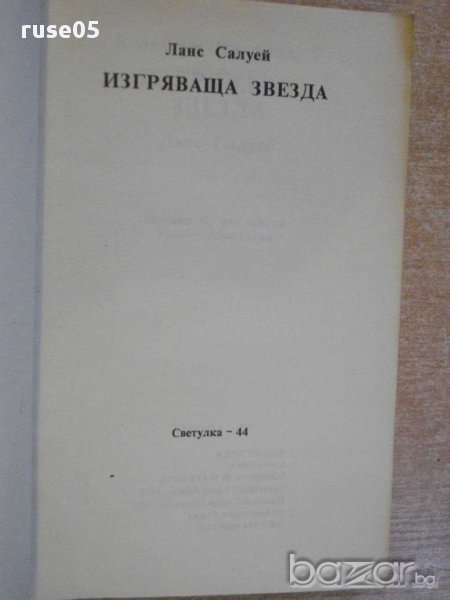 ruse05
Ланс Салуей
ИЗГРЯВАЩА ЗВЕЗДА
Светулка - 44
bazar.bg